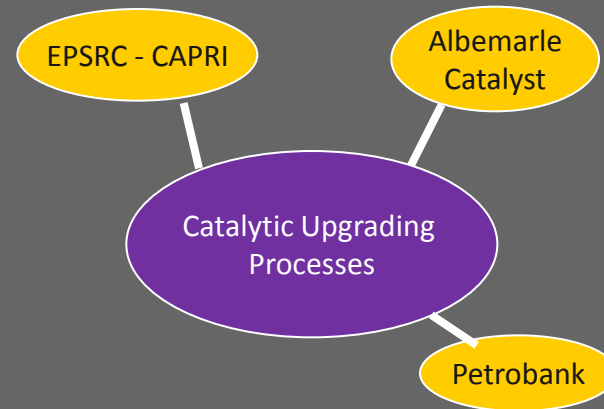 EPSRC - CAPRI
Albemarle
Catalyst
Catalytic Upgrading
Processes
Petrobank